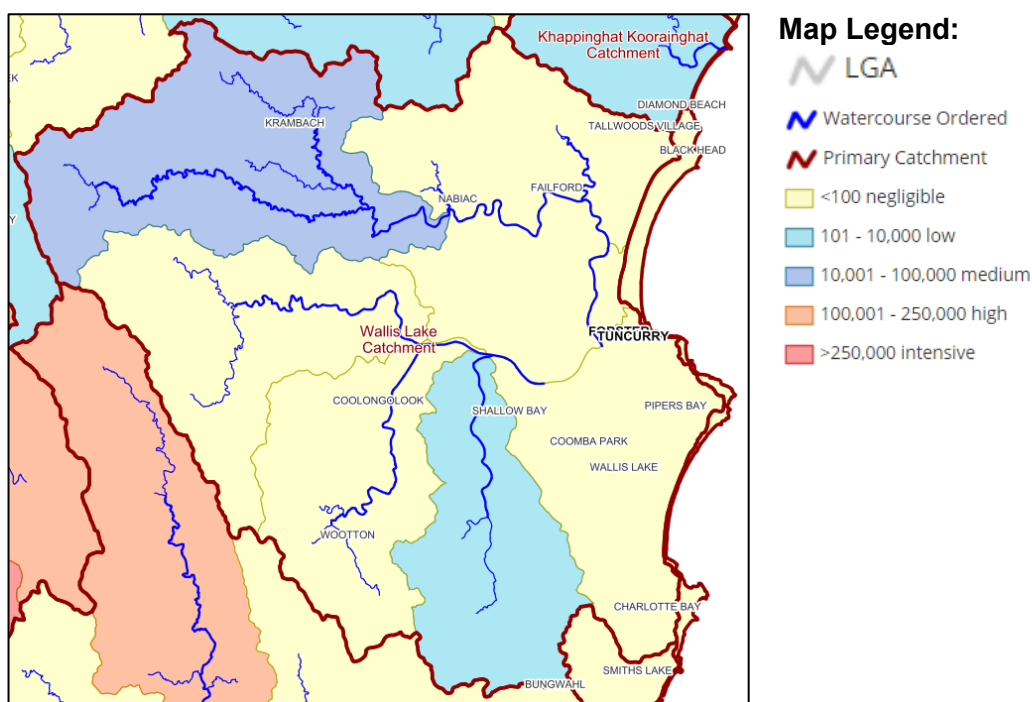 Khappinghat Koorainghat
Catchment
EK
DIAMOND BEACH
TALLWOODS VILLAGE
KRAMBACH
BLACK HEAD
FAILFORD
NABIAC
Y
Wallis Lake
Catchment
TUNCURRY
COOLONGOLOOK
SHALLOW BAY
PIPERS BAY
COOMBA PARK
WALLIS LAKE
WOOTTON
CHARLOTTE BAY
SMITHS LAKE
BUNGWAHL
Map Legend:
LGA
Watercourse Ordered
Primary Catchment
<100 negligible
101 - 10,000 low
10,001 - 100,000 medium
100,001 - 250,000 high
>250,000 intensive